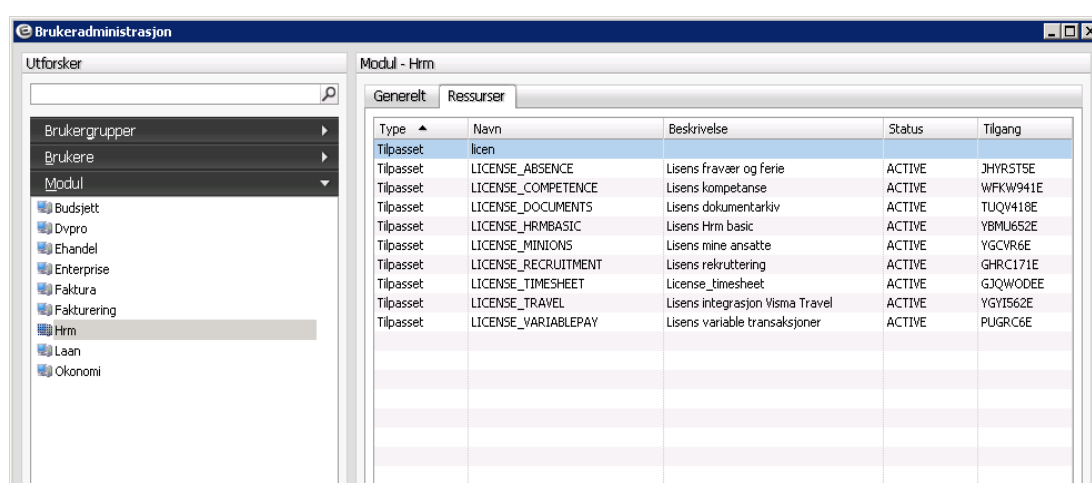 Brukeradministrasjon
Utforsker
Modul - Hrm
Generelt Ressurser
Brukergrupper
Brukere
Modul
Budsjett
Dvpro
Ehandel
Enterprise
Faktura
Fakturering
Hrm
Laan
Okonomi
Type Navn Beskrivelse Status Tilgang
Tilpasset licen
Tilpasset LICENSE_ABSENCE Lisens fravær og ferie ACTIVE JHYRST5E
Tilpasset LICENSE_COMPETENCE Lisens kompetanse ACTIVE WFKW941E
Tilpasset LICENSE_DOCUMENTS Lisens dokumentarkiv ACTIVE TUQV418E
Tilpasset LICENSE_HRMBASIC Lisens Hrm basic ACTIVE YBMU652E
Tilpasset LICENSE_MINIONS Lisens mine ansatte ACTIVE YGCVR6E
Tilpasset LICENSE_RECRUITMENT Lisens rekruttering ACTIVE GHRC171E
Tilpasset LICENSE_TIMESHEET License_timesheet ACTIVE GJQWODEE
Tilpasset LICENSE_TRAVEL Lisens integrasjon Visma Travel ACTIVE YGYI562E
Tilpasset LICENSE_VARIABLEPAY Lisens variable transaksjoner ACTIVE PUGRC6E